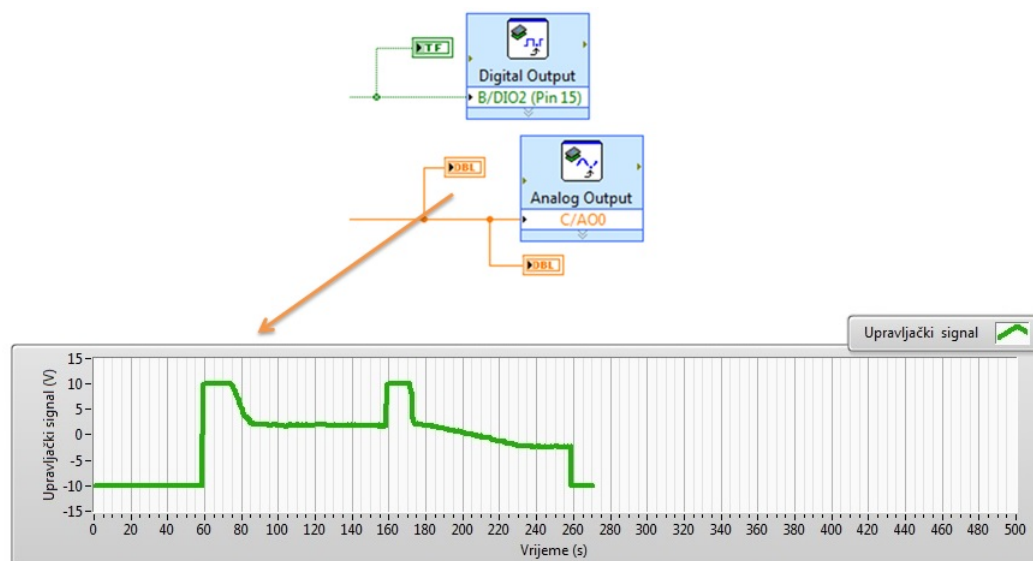 TF
Digital Output
B/DIO2 (Pin 15)
DBL
Analog Output
C/AO0
DBL
Upravljački signal
Upravljački signal (V)
15
10
5
0
-5
-10
-15
0 20 40 60 80 100 120 140 160 180 200 220 240 260 280 300 320 340 360 380 400 420 440 460 480 500
Vrijeme (s)